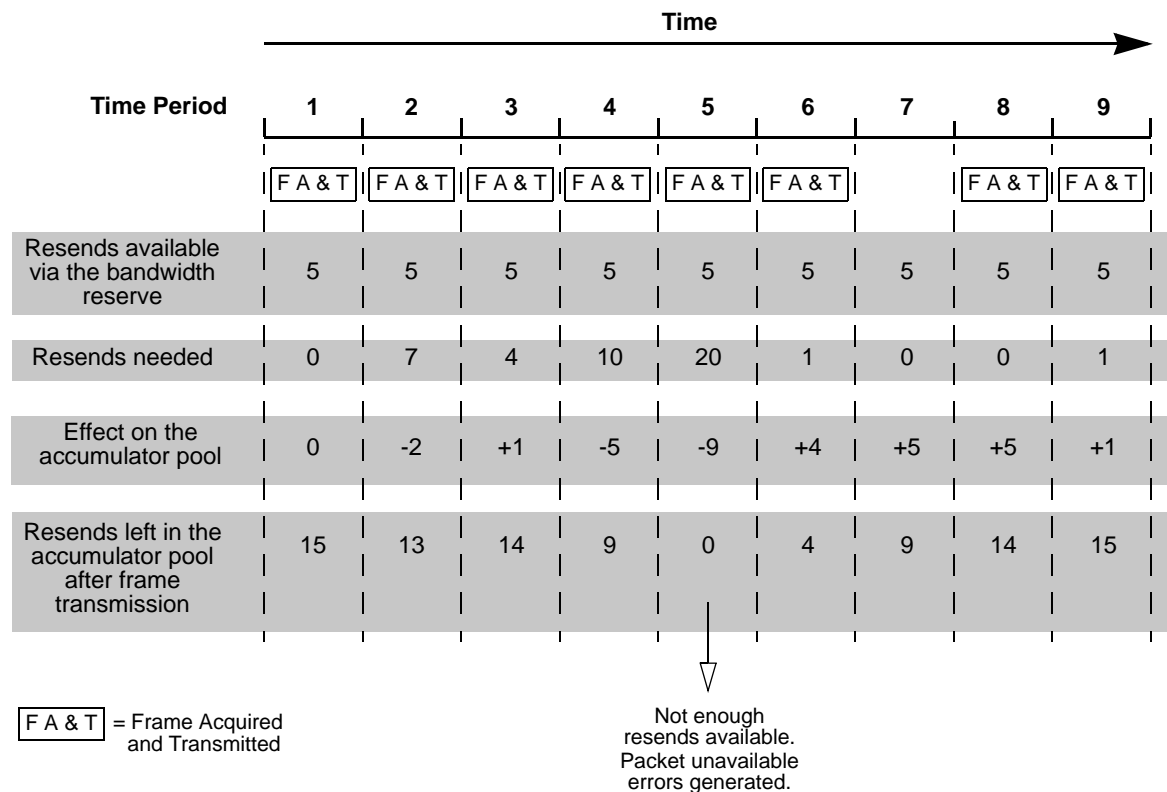 Time
Time Period 1 2 3 4 5 6 7 8 9
F A & T F A & T F A & T F A & T F A & T F A & T F A & T F A & T
Resends available
via the bandwidth
reserve
5 5 5 5 5 5 5 5 5
Resends needed 0 7 4 10 20 1 0 0 1
Effect on the
accumulator pool
0 -2 +1 -5 -9 +4 +5 +5 +1
Resends left in the
accumulator pool
after frame
transmission
15 13 14 9 0 4 9 14 15
F A & T = Frame Acquired
and Transmitted
Not enough
resends available.
Packet unavailable
errors generated.